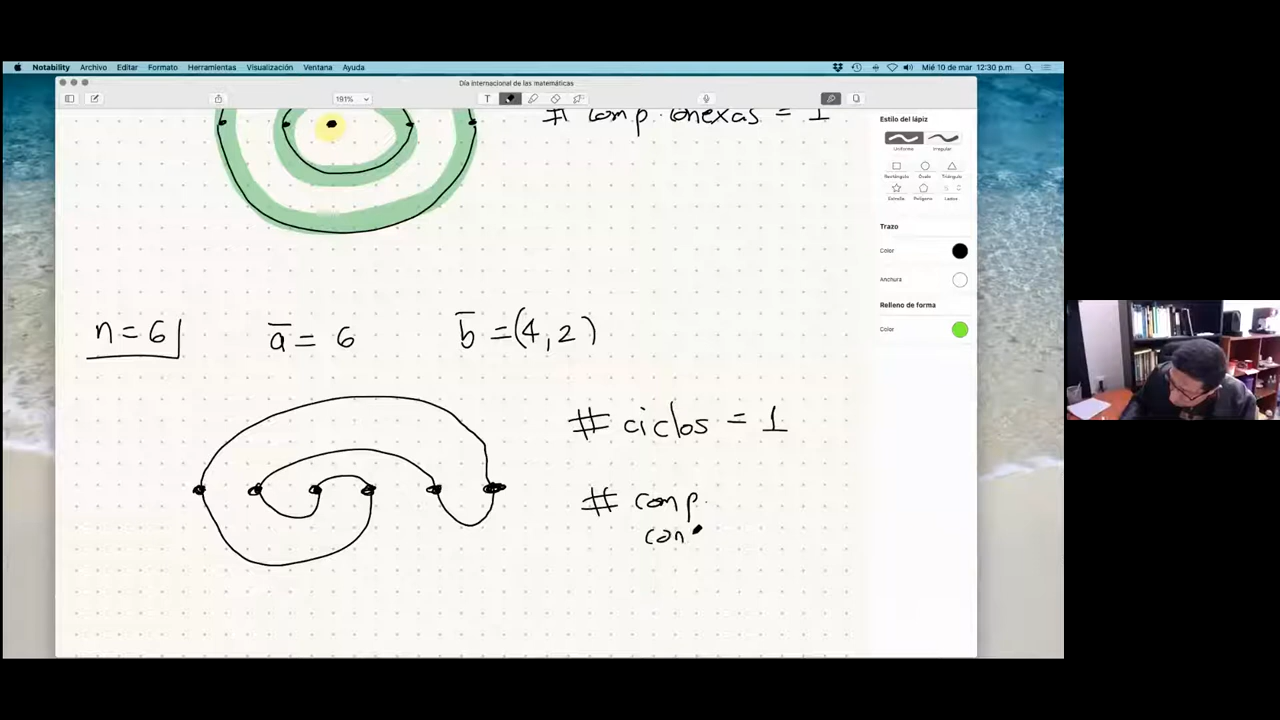 Notability Archivo Editar Formato Herramientas Visualización Ventana Ayuda Mié 10 de mar 12:30 p.m.
Día internacional de las matemáticas
191% T
# comp. conexas = 1
Estilo del lápiz
Uniforme Irregular
Rectángulo Óvalo Triángulo
Estrella Polígono Lados
Trazo
Color
Anchura
Relleno de forma
Color
n = 6 a̅ = 6 b̅ = (4, 2)
# ciclos = 1
# comp.
con